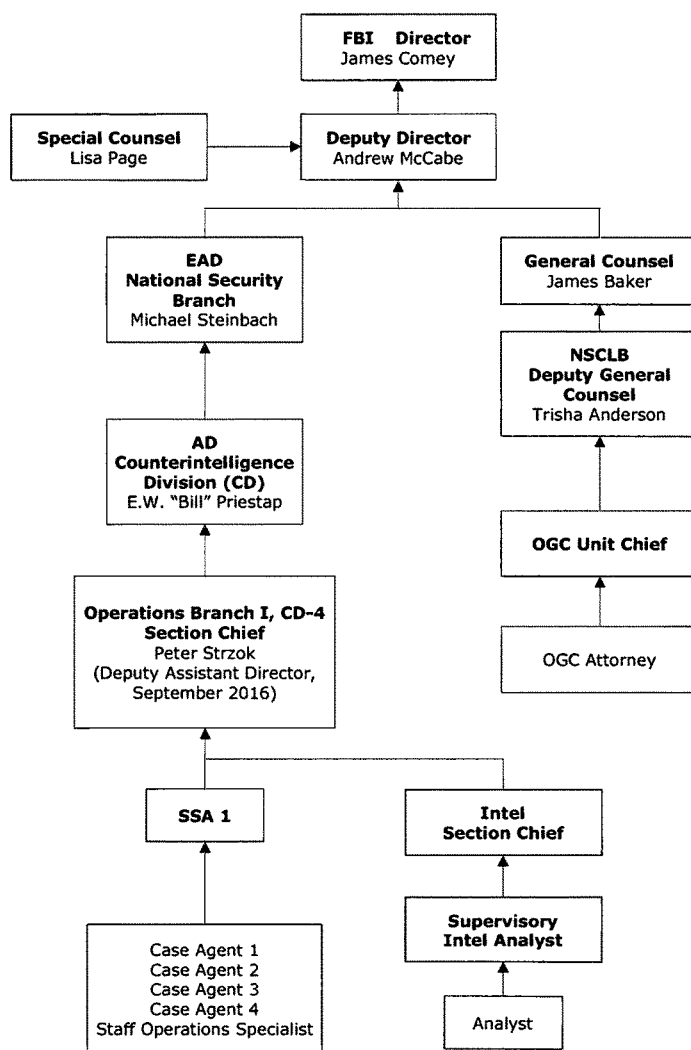 FBI Director
James Comey
Special Counsel
Lisa Page
Deputy Director
Andrew McCabe
EAD
National Security
Branch
Michael Steinbach
General Counsel
James Baker
NSCLB
Deputy General
Counsel
Trisha Anderson
AD
Counterintelligence
Division (CD)
E.W. “Bill” Priestap
OGC Unit Chief
Operations Branch I, CD-4
Section Chief
Peter Strzok
(Deputy Assistant Director,
September 2016)
OGC Attorney
SSA 1
Intel
Section Chief
Supervisory
Intel Analyst
Case Agent 1
Case Agent 2
Case Agent 3
Case Agent 4
Staff Operations Specialist
Analyst